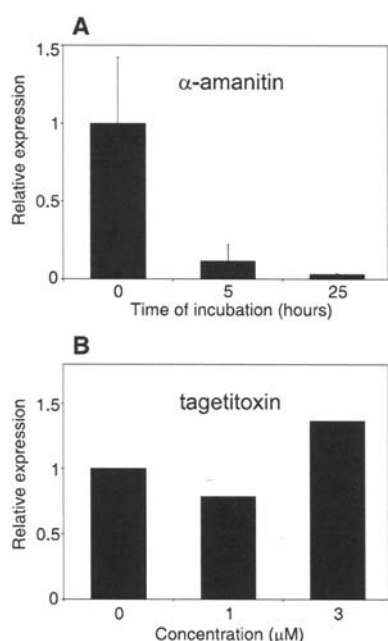 A
1.5
α-amanitin
1
Relative expression
0.5
0
0 5 25
Time of incubation (hours)
B
tagetitoxin
1.5
1
Relative expression
0.5
0
0 1 3
Concentration (μM)